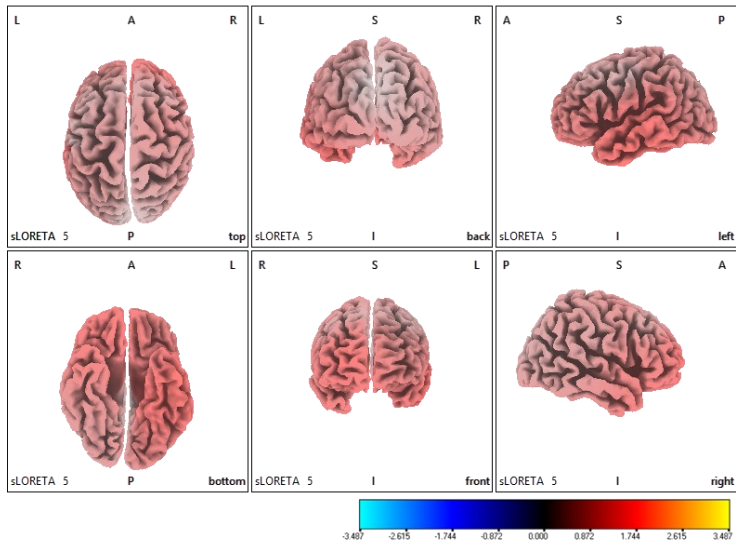 L A R
sLORETA 5 P top
L S R
sLORETA 5 I back
A S P
sLORETA 5 I left
R A L
sLORETA 5 P bottom
R S L
sLORETA 5 I front
P S A
sLORETA 5 I right
-3.487 -2.615 -1.744 -0.872 0.000 0.872 1.744 2.615 3.487